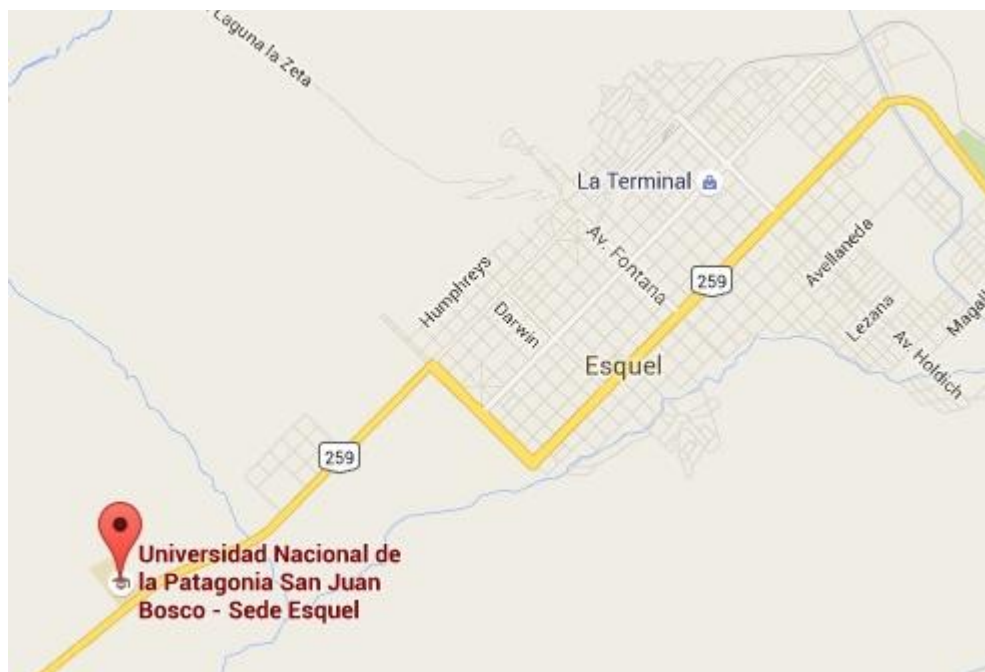 Laguna la Zeta
La Terminal
Av. Fontana
259
Avellaneda
Humphreys
Darwin
Lezana
Magall
Av. Holdich
Esquel
259
Universidad Nacional de
la Patagonia San Juan
Bosco - Sede Esquel